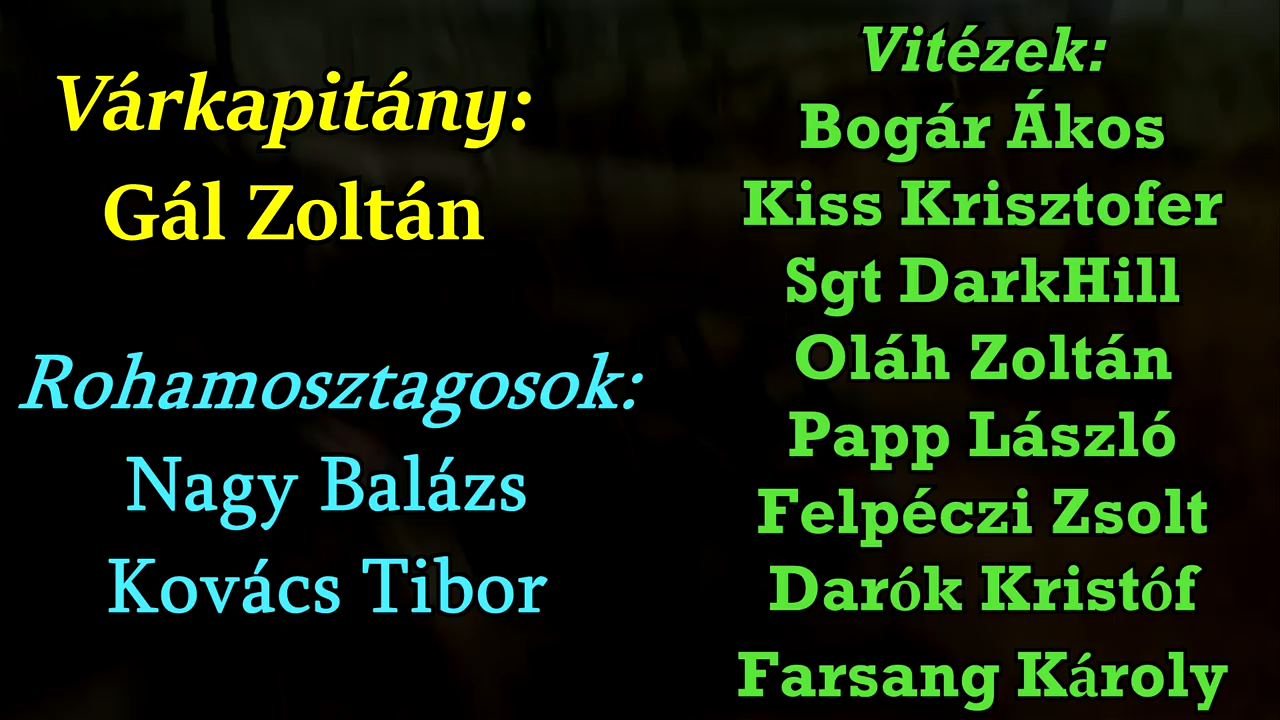 Várkapitány:
Gál Zoltán
Rohamosztagosok:
Nagy Balázs
Kovács Tibor
Vitézek:
Bogár Ákos
Kiss Krisztofer
Sgt DarkHill
Oláh Zoltán
Papp László
Felpéczi Zsolt
Darók Kristóf
Farsang Károly